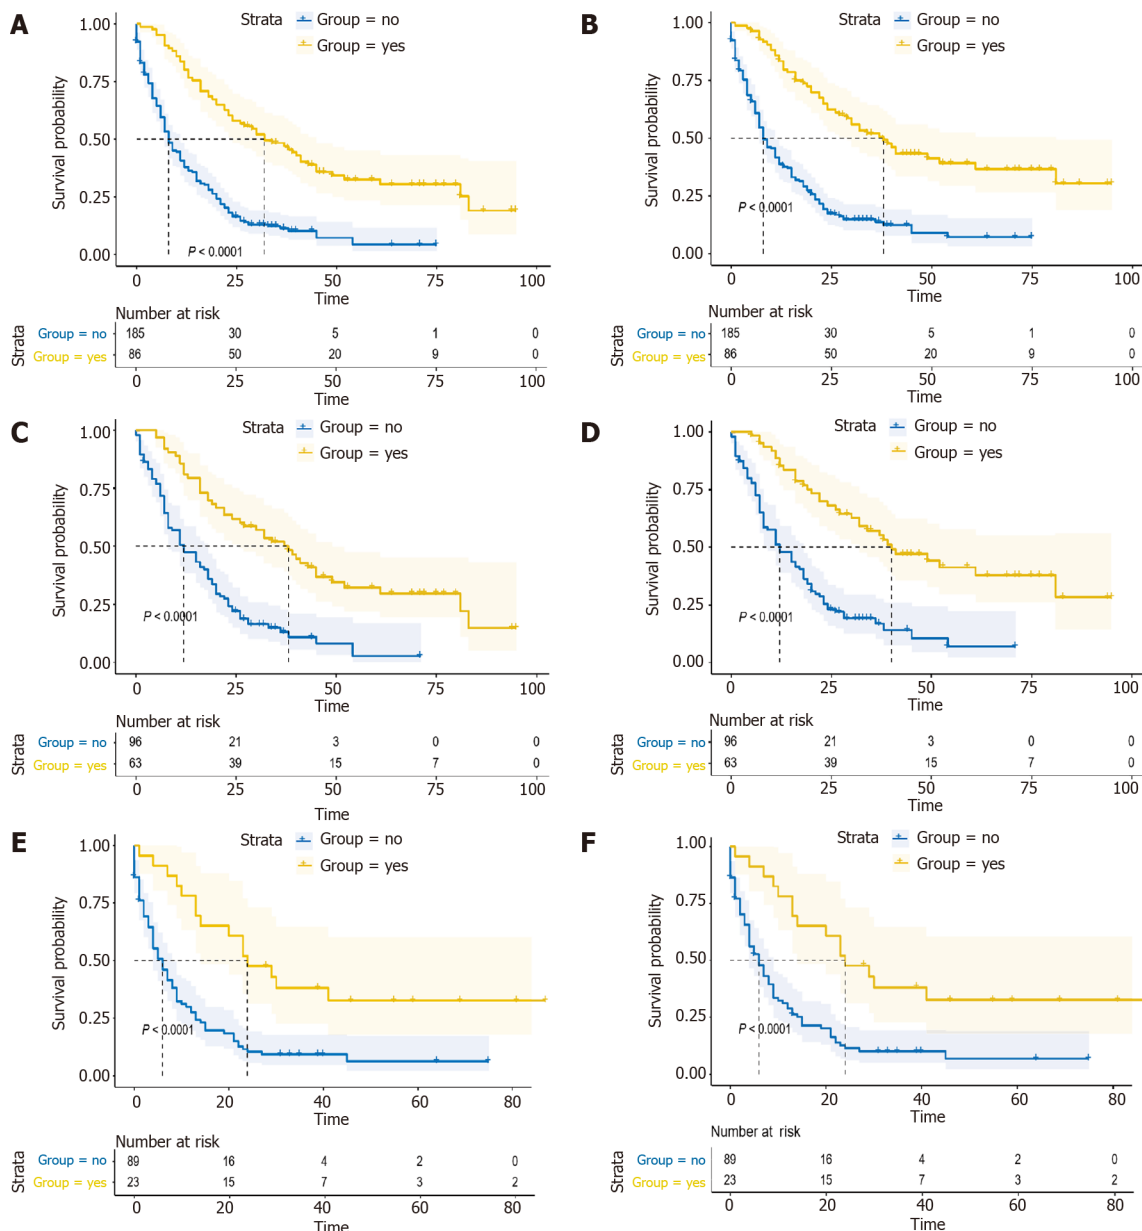 A
Strata
Group = no
Group = yes
Survival probability
1.00
0.75
0.50
0.25
0.00
P < 0.0001
0 25 50 75 100
Time
Number at risk
Strata
Group = no 185 30 5 1 0
Group = yes 86 50 20 9 0
0 25 50 75 100
Time
B
Strata
Group = no
Group = yes
Survival probability
1.00
0.75
0.50
0.25
0.00
P < 0.0001
0 25 50 75 100
Time
Number at risk
Strata
Group = no 185 30 5 1 0
Group = yes 86 50 20 9 0
0 25 50 75 100
Time
C
Strata
Group = no
Group = yes
Survival probability
1.00
0.75
0.50
0.25
0.00
P < 0.0001
0 25 50 75 100
Time
Number at risk
Strata
Group = no 96 21 3 0 0
Group = yes 63 39 15 7 0
0 25 50 75 100
Time
D
Strata
Group = no
Group = yes
Survival probability
1.00
0.75
0.50
0.25
0.00
P < 0.0001
0 25 50 75 100
Time
Number at risk
Strata
Group = no 96 21 3 0 0
Group = yes 63 39 15 7 0
0 25 50 75 100
Time
E
Strata
Group = no
Group = yes
Survival probability
1.00
0.75
0.50
0.25
0.00
P < 0.0001
0 20 40 60 80
Time
Number at risk
Strata
Group = no 89 16 4 2 0
Group = yes 23 15 7 3 2
0 20 40 60 80
Time
F
Strata
Group = no
Group = yes
Survival probability
1.00
0.75
0.50
0.25
0.00
P < 0.0001
0 20 40 60 80
Time
Number at risk
Strata
Group = no 89 16 4 2 0
Group = yes 23 15 7 3 2
0 20 40 60 80
Time